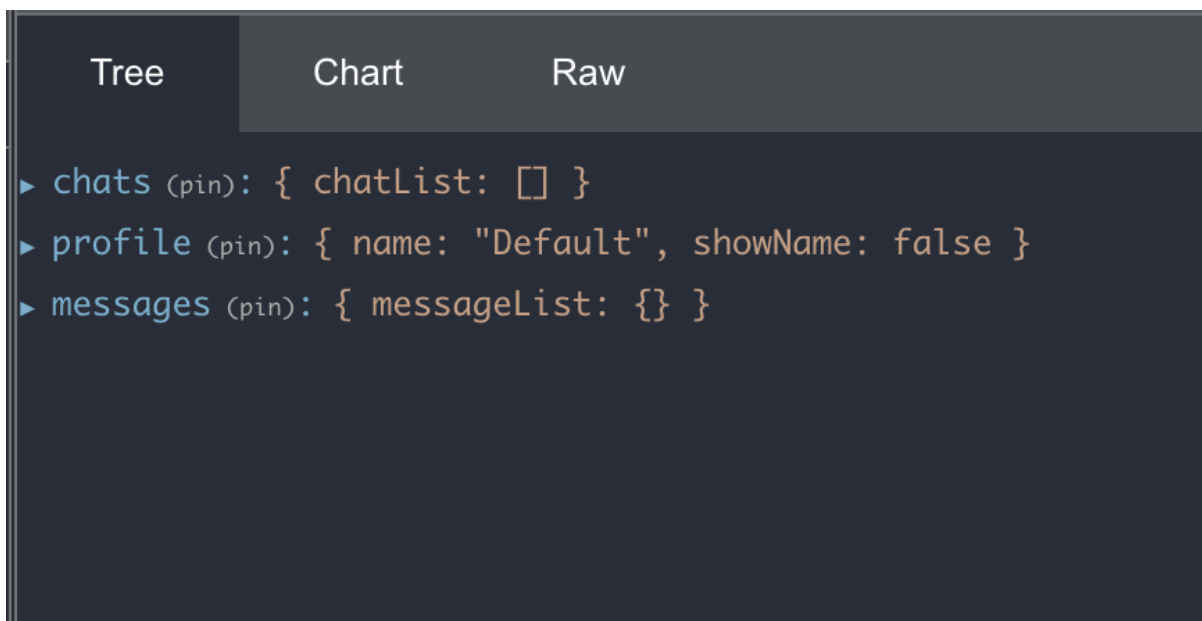 Tree Chart Raw
▶ chats (pin): { chatList: [] }
▶ profile (pin): { name: "Default", showName: false }
▶ messages (pin): { messageList: {} }